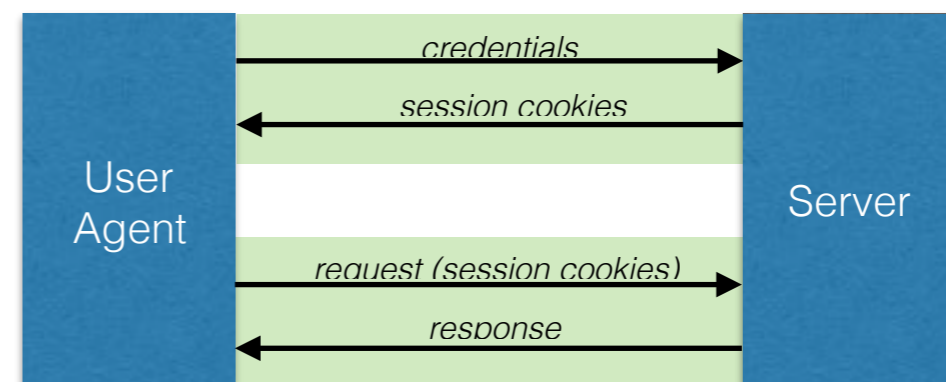 credentials
session cookies
User
Agent
Server
request (session cookies)
response